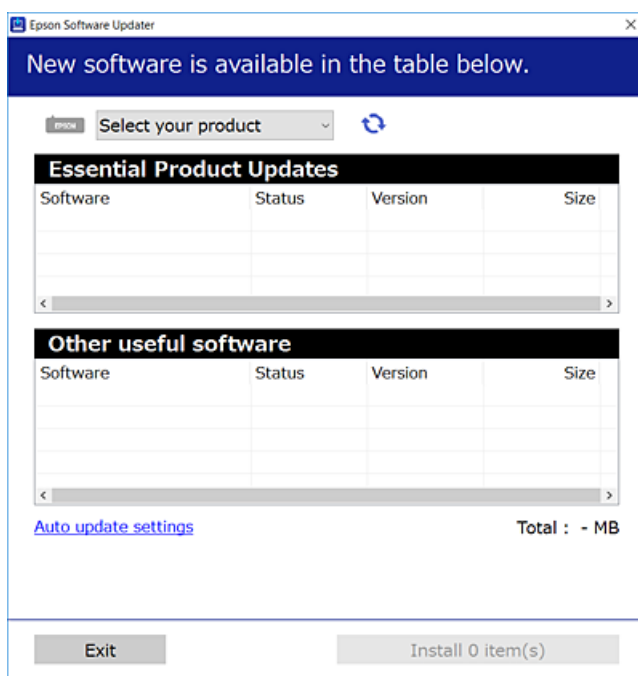 Epson Software Updater
New software is available in the table below.
EPSON Select your product
Essential Product Updates
Software Status Version Size
Other useful software
Software Status Version Size
Auto update settings Total : - MB
Exit Install 0 item(s)